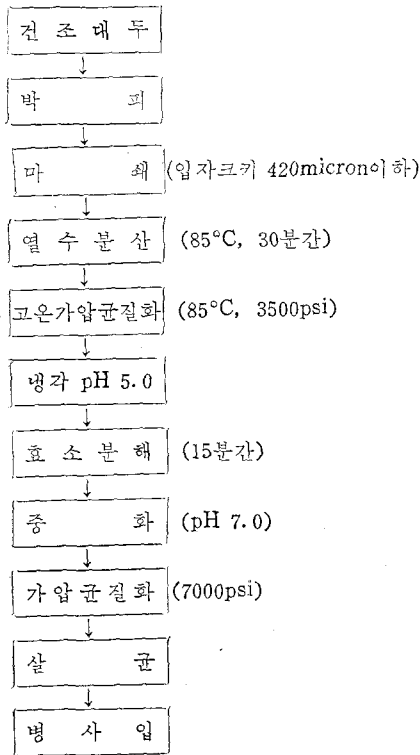 건 조 대 두
↓
박 피
↓
마 쇄 (입자크키 420micron이하)
↓
열 수 분 산 (85°C, 30분간)
↓
고온가압균질화 (85°C, 3500psi)
↓
냉각 pH 5.0
↓
효 소 분 해 (15분간)
↓
중 화 (pH 7.0)
↓
가 압 균 질 화 (7000psi)
↓
살 균
↓
병 사 입